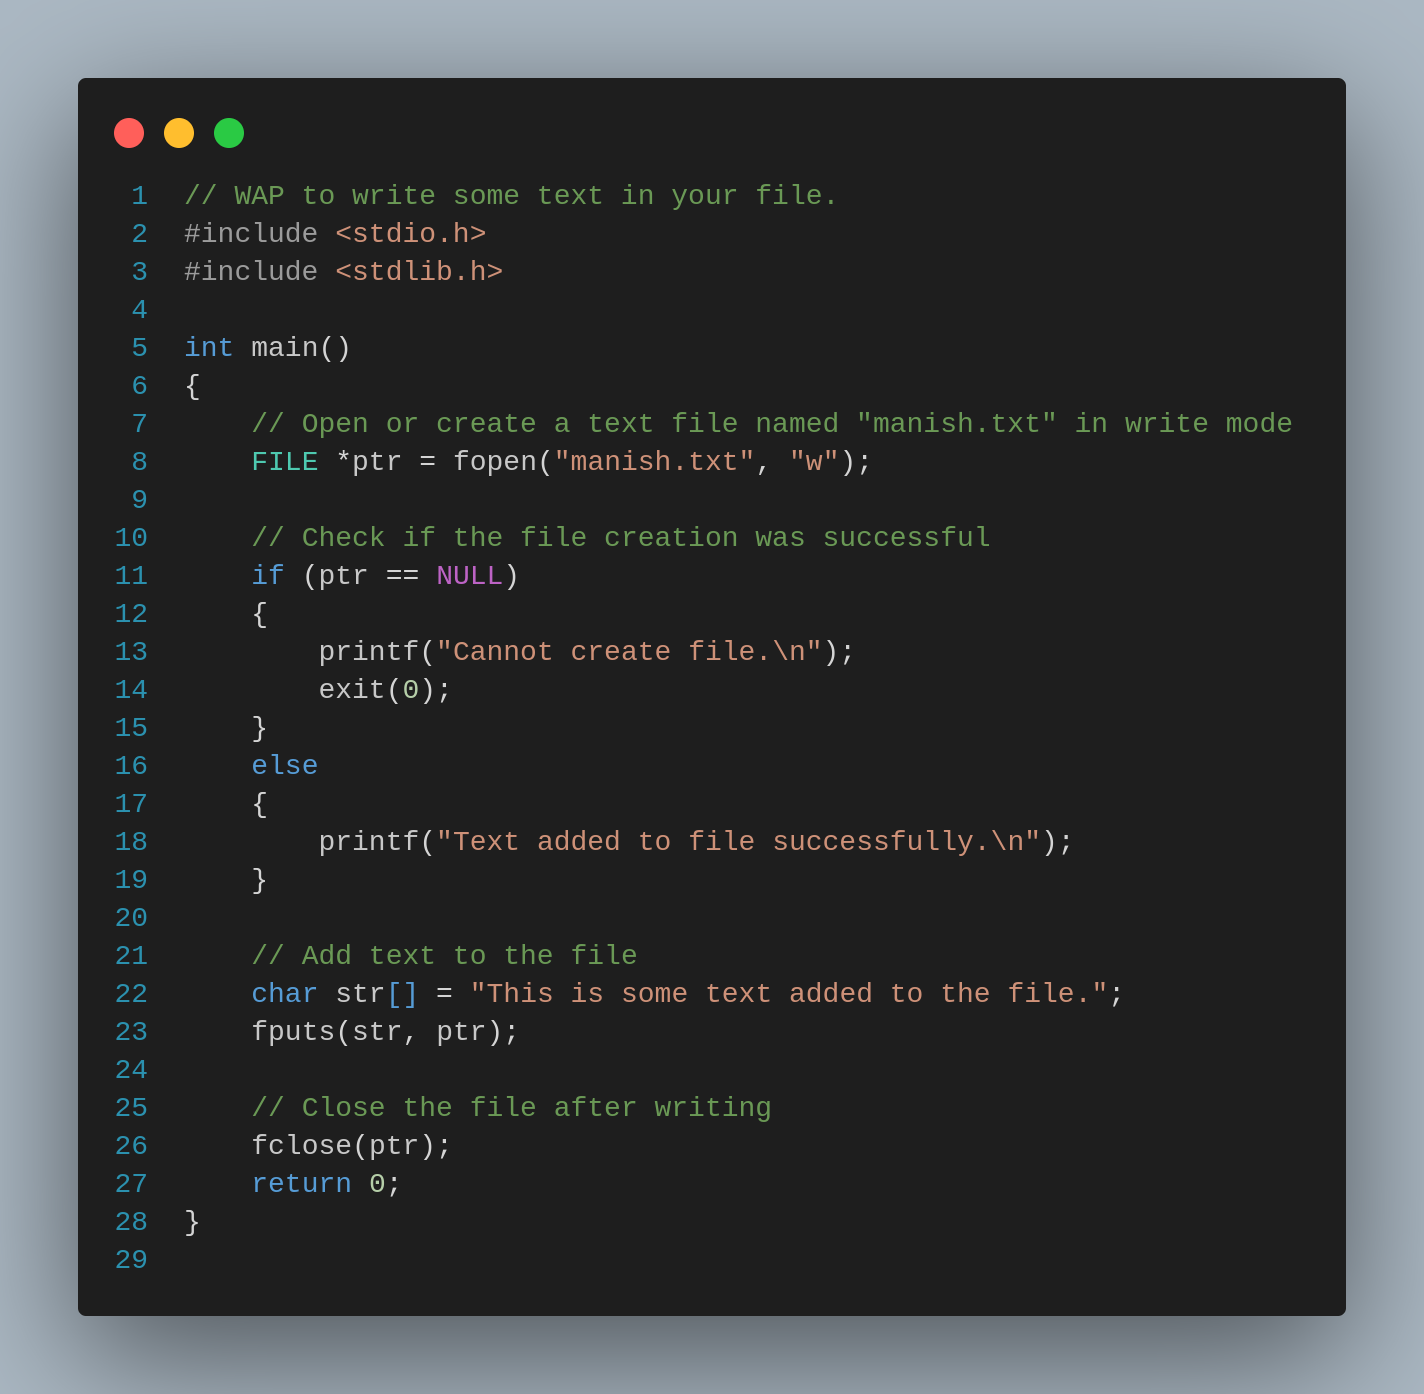 1 // WAP to write some text in your file.
2 #include <stdio.h>
3 #include <stdlib.h>
4
5 int main()
6 {
7     // Open or create a text file named "manish.txt" in write mode
8     FILE *ptr = fopen("manish.txt", "w");
9
10     // Check if the file creation was successful
11     if (ptr == NULL)
12     {
13         printf("Cannot create file.\n");
14         exit(0);
15     }
16     else
17     {
18         printf("Text added to file successfully.\n");
19     }
20
21     // Add text to the file
22     char str[] = "This is some text added to the file.";
23     fputs(str, ptr);
24
25     // Close the file after writing
26     fclose(ptr);
27     return 0;
28 }
29